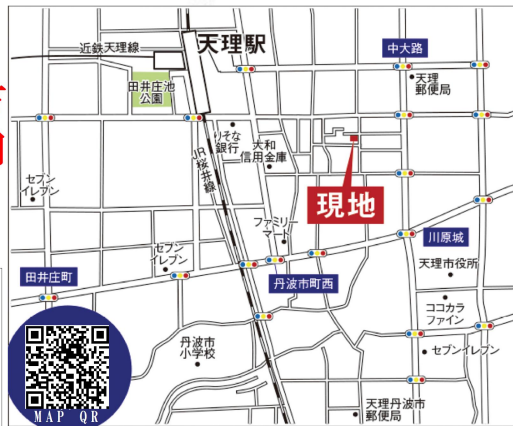 天理駅
近鉄天理線
中大路
田井庄池
公園
天理
郵便局
りそな
銀行
大和
信用金庫
JR桜井線
セブン
イレブン
現地
ファミリー
マート
川原城
セブン
イレブン
天理市役所
田井庄町
丹波市町西
ココカラ
ファイン
丹波市
小学校
セブンイレブン
天理丹波市
郵便局
MAP QR